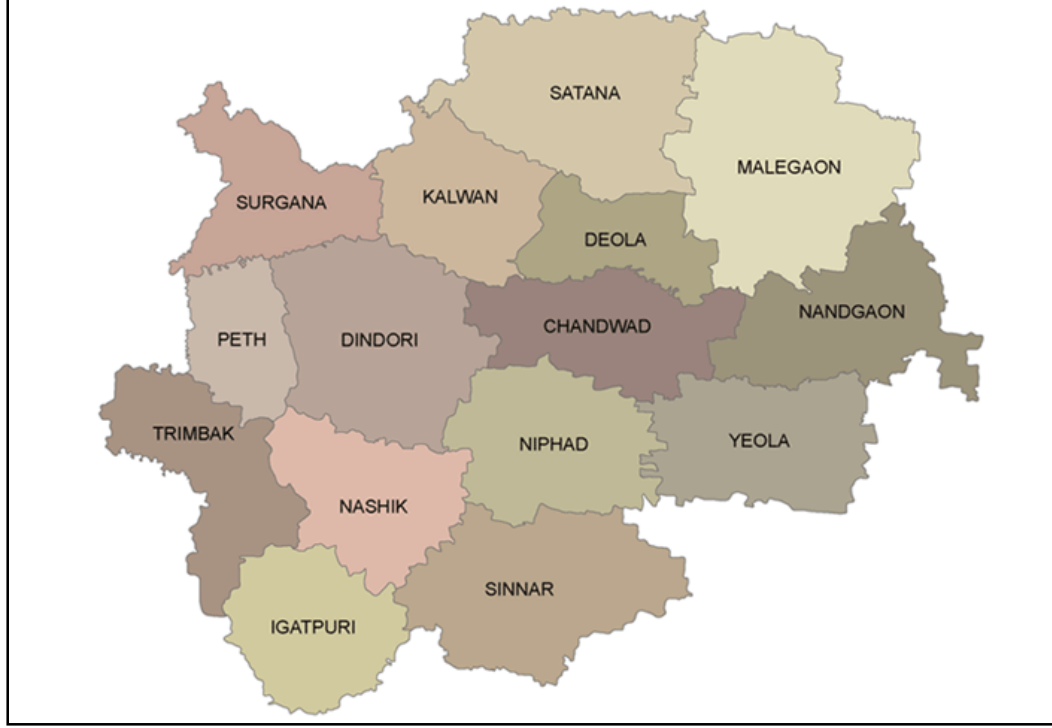 SATANA
MALEGAON
KALWAN
SURGANA
DEOLA
NANDGAON
CHANDWAD
PETH
DINDORI
TRIMBAK
NIPHAD
YEOLA
NASHIK
SINNAR
IGATPURI